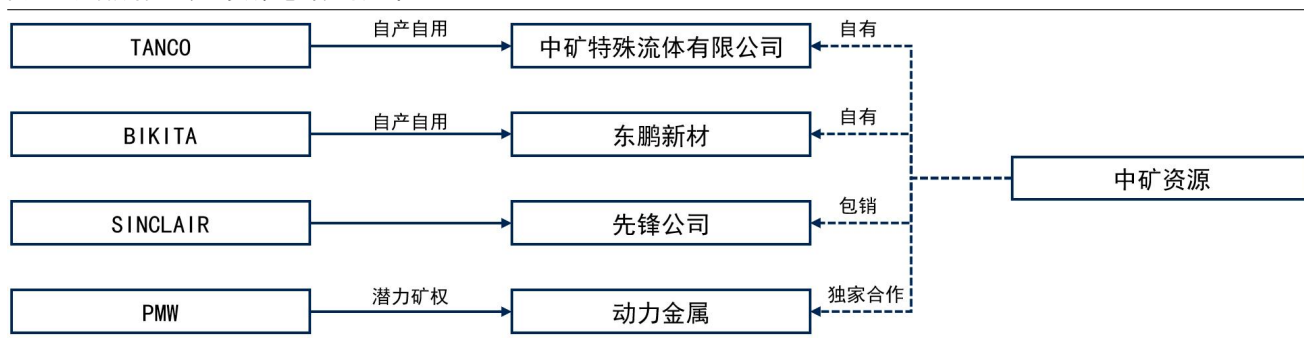 TANCO 自产自用 中矿特殊流体有限公司 自有
BIKITA 自产自用 东鹏新材 自有
中矿资源
SINCLAIR 先锋公司 包销
PMW 潜力矿权 动力金属 独家合作